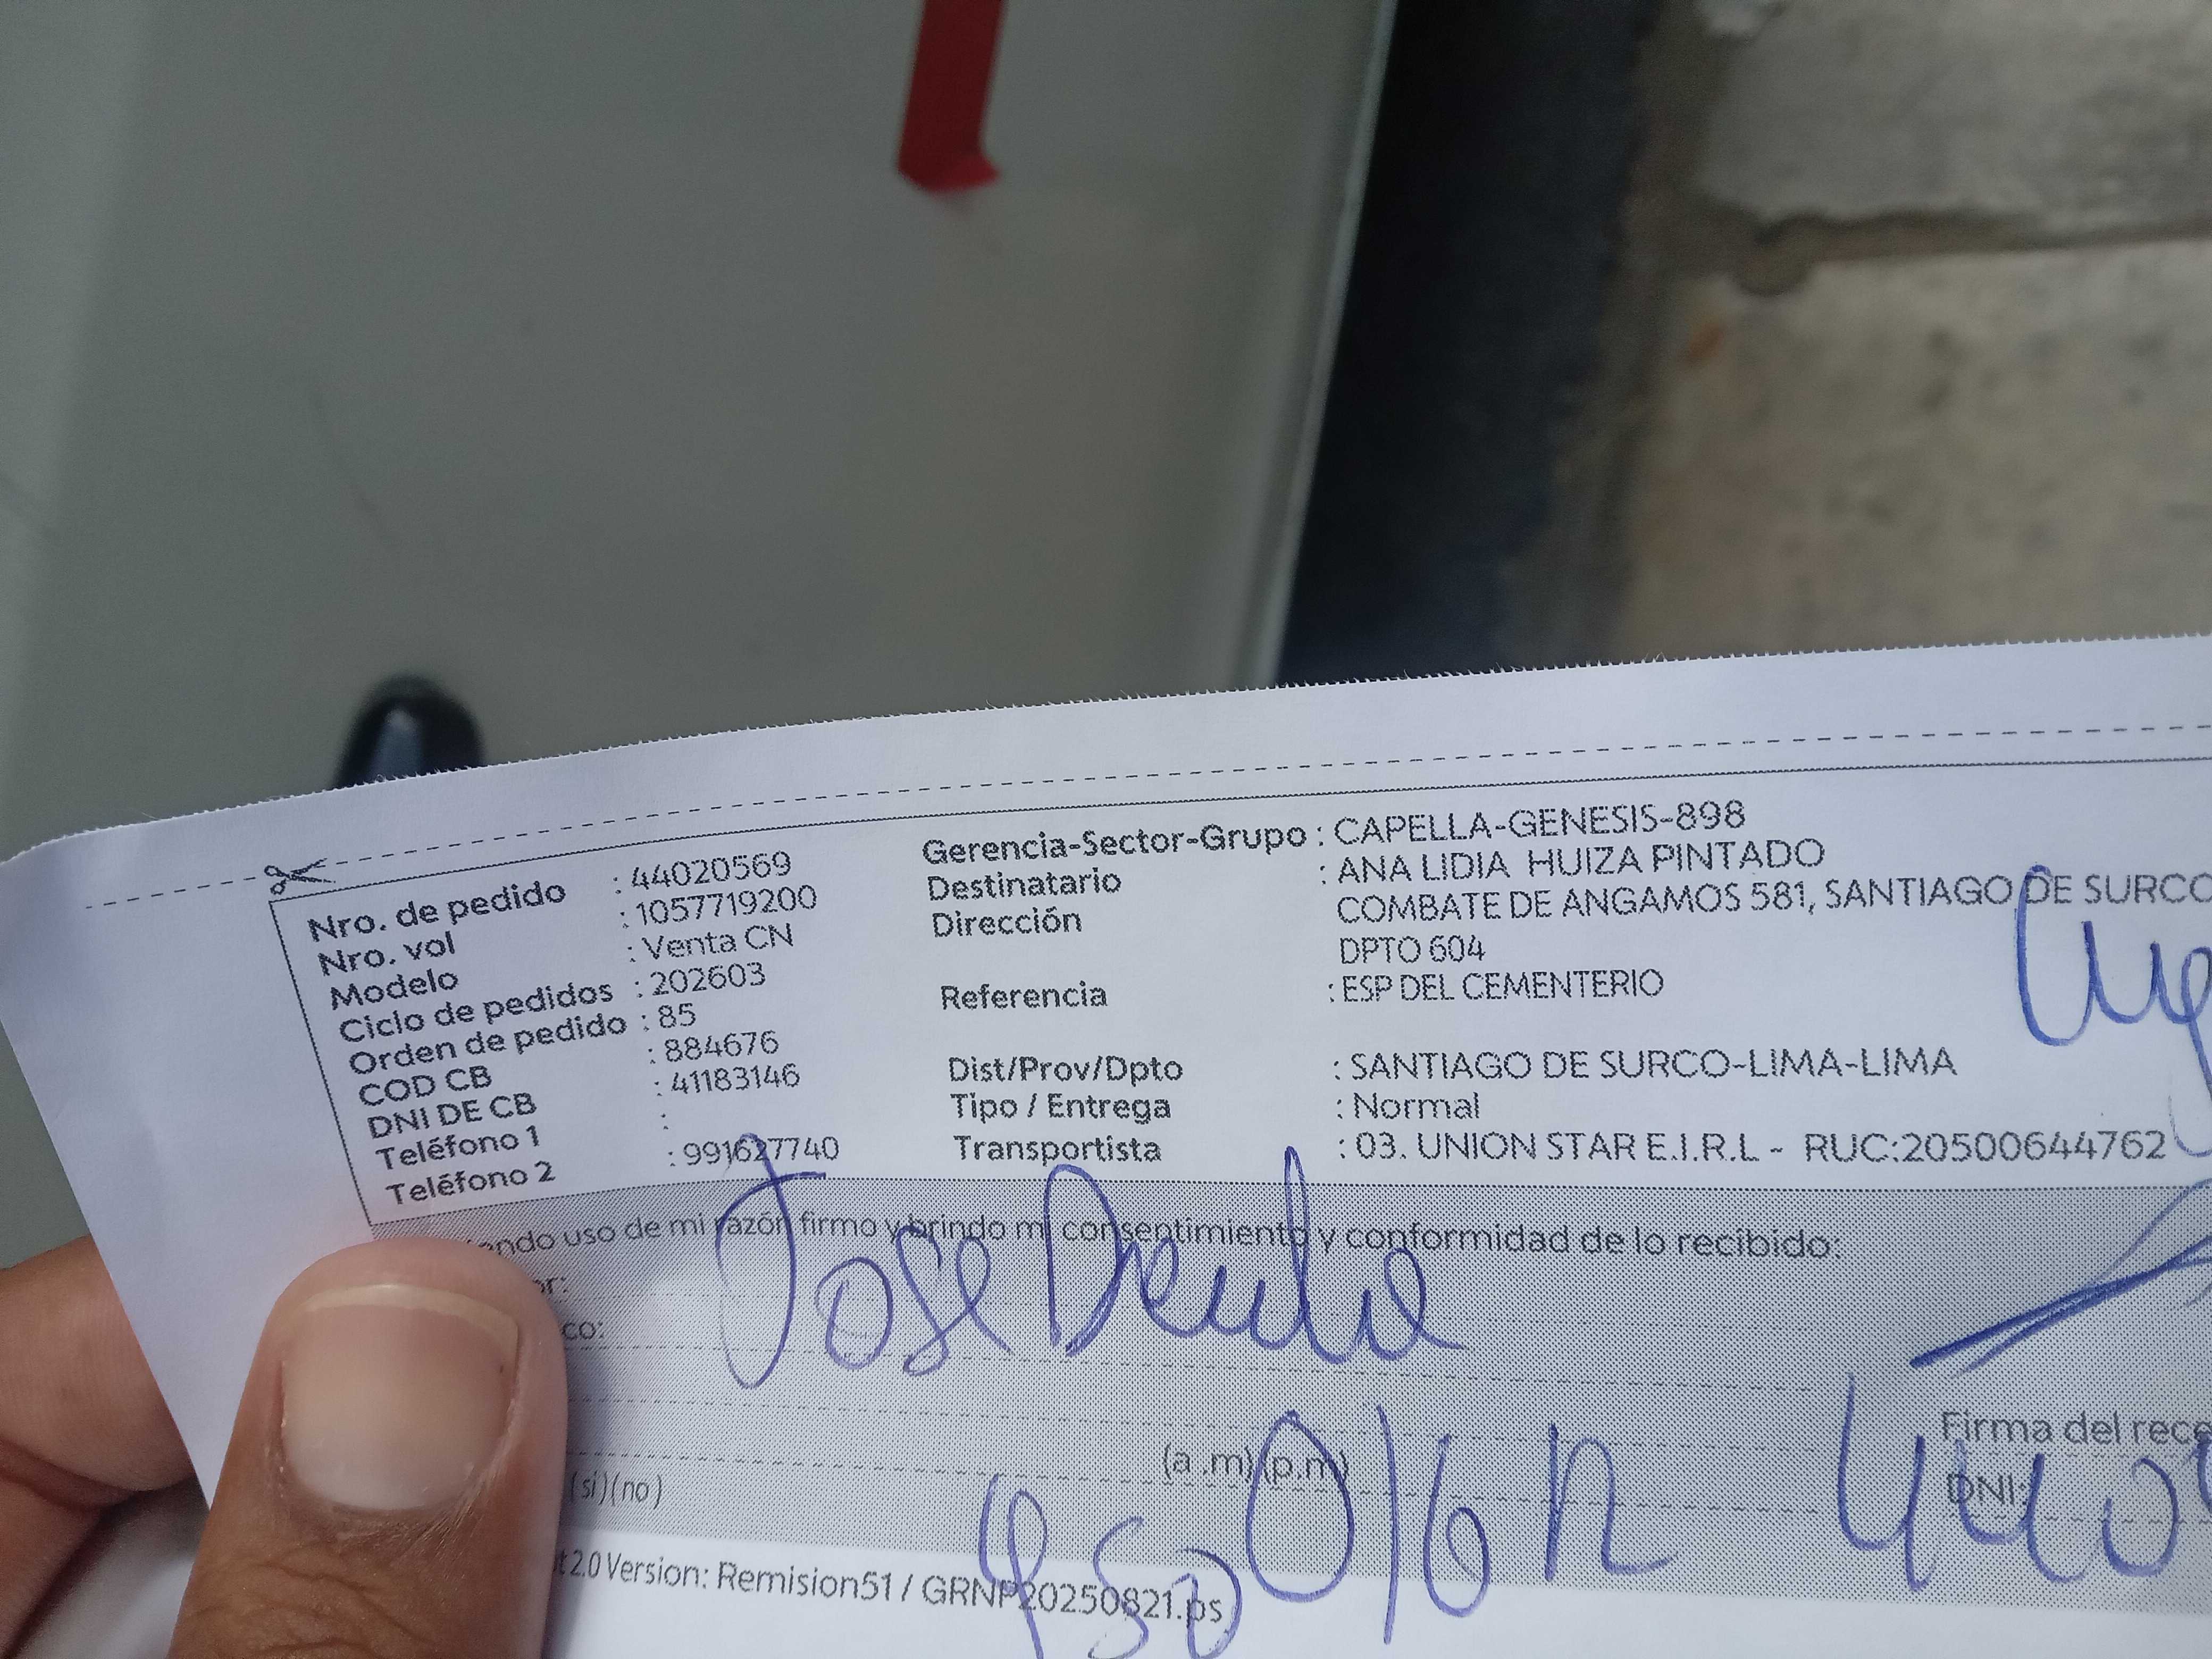 Nro. de pedido : 44020569
Nro. vol : 1057719200
Modelo : Venta CN
Ciclo de pedidos : 202603
Orden de pedido : 85
COD CB : 884676
DNI DE CB : 41183146
Teléfono 1 :
Teléfono 2 : 991627740
Gerencia-Sector-Grupo : CAPELLA-GENESIS-898
Destinatario : ANA LIDIA HUIZA PINTADO
Dirección COMBATE DE ANGAMOS 581, SANTIAGO DE SURCO
DPTO 604
Referencia : ESP DEL CEMENTERIO
Dist/Prov/Dpto : SANTIAGO DE SURCO-LIMA-LIMA
Tipo / Entrega : Normal
Transportista : 03. UNION STAR E.I.R.L - RUC:20500644762
uso de mi razón firmo y brindo mi consentimiento y conformidad de lo recibido:
Jose
Firma del
(a.m) (p.m)
DNI:
(si)(no)
2.0 Version: Remision51 / GRNP20250821.ps